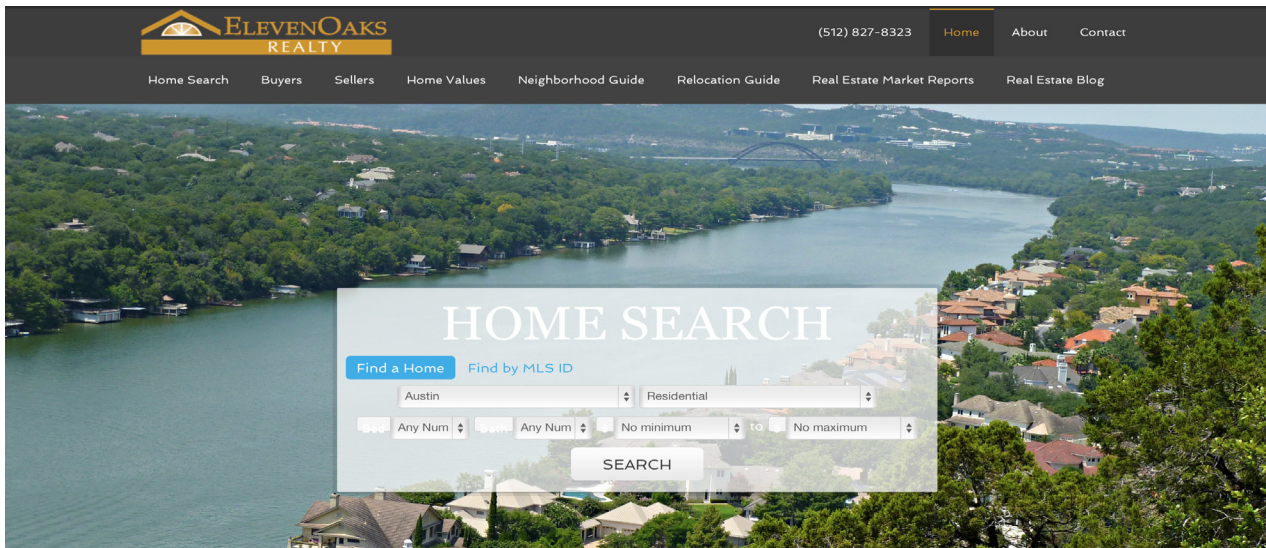 ELEVENOAKS
REALTY
(512) 827-8323 Home About Contact
Home Search Buyers Sellers Home Values Neighborhood Guide Relocation Guide Real Estate Market Reports Real Estate Blog
HOME SEARCH
Find a Home Find by MLS ID
Austin Residential
Bed Any Num Bath Any Num $ No minimum to $ No maximum
SEARCH